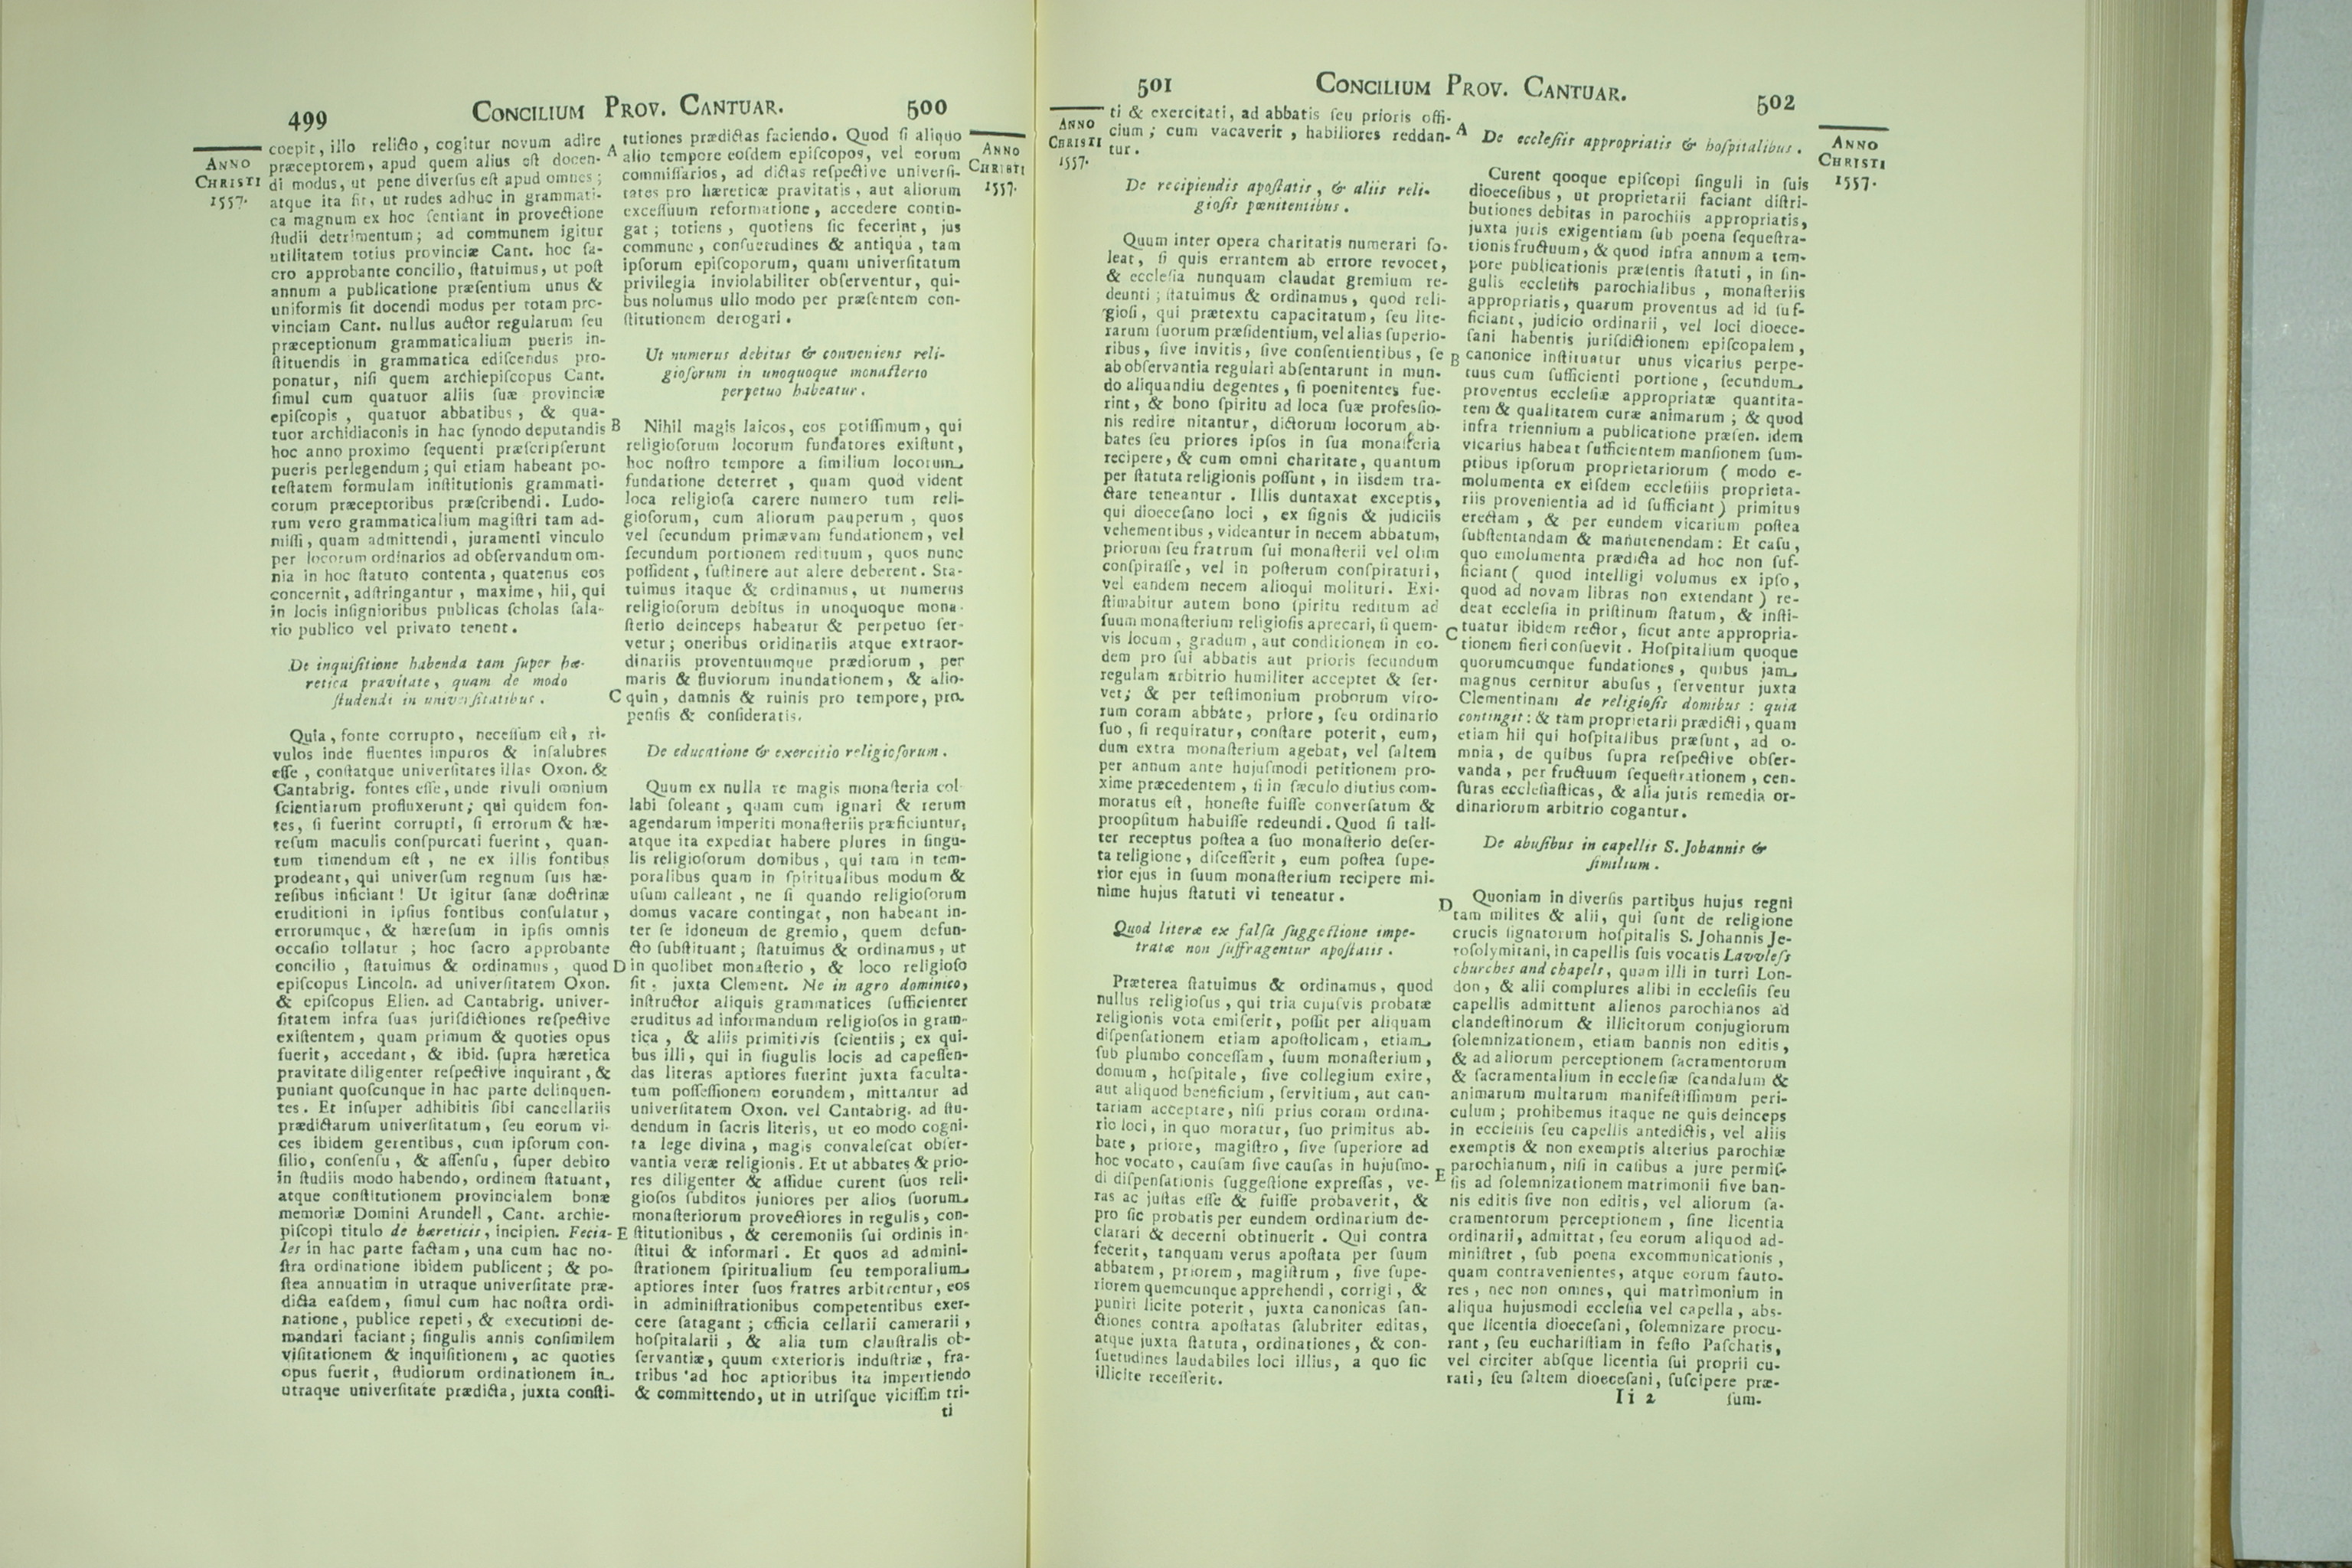 499
CONCILIUM PROV. CANTUAR.
500
ANNO
CHRISTI
1557.
coepit, illo relicto, cogitur novum adire
præceptorem, apud quem alius eſt docen-
di modus, ut pene diverſus eſt apud omnes;
atque ita fit, ut rudes adhuc in grammati-
ca magnum ex hoc ſentiant in provectione
ſtudii detrimentum; ad communem igitur
utilitatem totius provinciæ Cant. hoc ſa-
cro approbante concilio, ſtatuimus, ut poſt
annum a publicatione præſentium unus &
uniformis ſit docendi modus per totam pro-
vinciam Cant. nullus auctor regularum ſeu
præceptionum grammaticalium pueris in-
ſtituendis in grammatica ediſcendus pro-
ponatur, niſi quem archiepiſcopus Cant.
ſimul cum quatuor aliis ſuæ provinciæ
epiſcopis, quatuor abbatibus, & qua-
tuor archidiaconis in hac ſynodo deputandis
hoc anno proximo ſequenti præſcripſerunt
pueris perlegendum; qui etiam habeant po-
teſtatem formulam inſtitutionis grammati-
corum præceptoribus præſcribendi. Ludo-
rum vero grammaticalium magiſtri tam ad-
miſſi, quam admittendi, juramenti vinculo
per locorum ordinarios ad obſervandum om-
nia in hoc ſtatuto contenta, quatenus eos
concernit, adſtringantur, maxime, hii, qui
in locis inſignioribus publicas ſcholas ſala-
rio publico vel privato tenent.
De inquiſitione habenda tam ſuper hæ-
retica pravitate, quam de modo
ſtudendi in univerſitatibus.
Quia, fonte corrupto, neceſſum eſt, ri-
vulos inde fluentes impuros & inſalubres
eſſe, conſtatque univerſitates illas Oxon. &
Cantabrig. fontes eſſe, unde rivuli omnium
ſcientiarum profluxerunt; qui quidem fon-
tes, ſi fuerint corrupti, ſi errorum & hæ-
reſum maculis conſpurcati fuerint, quan-
tum timendum eſt, ne ex illis fontibus
prodeant, qui univerſum regnum ſuis hæ-
reſibus inficiant! Ut igitur ſanæ doctrinæ
eruditioni in ipſius fontibus conſulatur,
errorumque, & hæreſum in ipſis omnis
occaſio tollatur; hoc ſacro approbante
concilio, ſtatuimus & ordinamus, quod
epiſcopus Lincoln. ad univerſitatem Oxon.
& epiſcopus Elien. ad Cantabrig. univer-
ſitatem infra ſuas juriſdictiones reſpective
exiſtentem, quam primum & quoties opus
fuerit, accedant, & ibid. ſupra hæretica
pravitate diligenter reſpective inquirant, &
puniant quoſcunque in hac parte delinquen-
tes. Et inſuper adhibitis ſibi cancellariis
prædictarum univerſitatum, ſeu eorum vi-
ces ibidem gerentibus, cum ipſorum con-
ſilio, conſenſu, & aſſenſu, ſuper debito
in ſtudiis modo habendo, ordinem ſtatuant,
atque conſtitutionem provincialem bonæ
memoriæ Domini Arundell, Cant. archie-
piſcopi titulo de hæreticis, incipien. Fecia-
les in hac parte factam, una cum hac no-
ſtra ordinatione ibidem publicent; & po-
ſtea annuatim in utraque univerſitate præ-
dicta eaſdem, ſimul cum hac noſtra ordi-
natione, publice repeti, & executioni de-
mandari faciant; ſingulis annis conſimilem
viſitationem & inquiſitionem, ac quoties
opus fuerit, ſtudiorum ordinationem in
utraque univerſitate prædicta, juxta conſti-
A
B
C
D
E
tutiones prædictas faciendo. Quod ſi aliquo
alio tempore eoſdem epiſcopos, vel eorum
commiſſarios, ad dictas reſpective univerſi-
tates pro hæreticæ pravitatis, aut aliorum
exceſſuum reformatione, accedere contin-
gat; totiens, quotiens ſic fecerint, jus
commune, conſuetudines & antiqua, tam
ipſorum epiſcoporum, quam univerſitatum
privilegia inviolabiliter obſerventur, qui-
bus nolumus ullo modo per præſentem con-
ſtitutionem derogari.
Ut numerus debitus & conveniens reli-
gioſorum in unoquoque monaſterio
perpetuo habeatur.
Nihil magis laicos, eos potiſſimum, qui
religioſorum locorum fundatores exiſtunt,
hoc noſtro tempore a ſimilium locorum
fundatione deterret, quam quod vident
loca religioſa carere numero tum reli-
gioſorum, cum aliorum pauperum, quos
vel ſecundum primævam fundationem, vel
ſecundum portionem redituum, quos nunc
poſſident, ſuſtinere aut alere deberent. Sta-
tuimus itaque & ordinamus, ut numerus
religioſorum debitus in unoquoque mona-
ſterio deinceps habeatur & perpetuo ſer-
vetur; oneribus oridinariis atque extraor-
dinariis proventuumque prædiorum, per
maris & fluviorum inundationem, & alio-
quin, damnis & ruinis pro tempore, pro-
penſis & conſideratis.
De educatione & exercitio religioſorum.
Quum ex nulla re magis monaſteria col
labi ſoleant, quam cum ignari & rerum
agendarum imperiti monaſteriis præficiuntur,
atque ita expediat habere plures in ſingu-
lis religioſorum domibus, qui tam in tem-
poralibus quam in ſpiritualibus modum &
uſum calleant, ne ſi quando religioſorum
domus vacare contingat, non habeant in-
ter ſe idoneum de gremio, quem defun-
cto ſubſtituant; ſtatuimus & ordinamus, ut
in quolibet monaſterio, & loco religioſo
ſit, juxta Clement. Ne in agro dominico,
inſtructor aliquis grammatices ſufficienter
eruditus ad informandum religioſos in gram-
tica, & aliis primitivis ſcientiis; ex qui-
bus illi, qui in ſiugulis locis ad capeſſen-
das literas aptiores fuerint juxta faculta-
tum poſſeſſionem eorundem, mittantur ad
univerſitatem Oxon. vel Cantabrig. ad ſtu-
dendum in ſacris literis, ut eo modo cogni-
ta lege divina, magis convaleſcat obſer-
vantia veræ religionis. Et ut abbates & prio-
res diligenter & aſſidue curent ſuos reli-
gioſos ſubditos juniores per alios ſuorum
monaſteriorum provectiores in regulis, con-
ſtitutionibus, & ceremoniis ſui ordinis in-
ſtitui & informari. Et quos ad admini-
ſtrationem ſpiritualium ſeu temporalium
aptiores inter ſuos fratres arbitrentur, eos
in adminiſtrationibus competentibus exer-
cere ſatagant; officia cellarii camerarii,
hoſpitalarii, & alia tum clauſtralis ob-
ſervantiæ, quum exterioris induſtriæ, fra-
tribus ad hoc aptioribus ita impertiendo
& committendo, ut in utriſque viciſſim tri-
ti
ANNO
CHRISTI
1557.
501
CONCILIUM PROV. CANTUAR.
502
ANNO
CHRISTI
1557.
ti & exercitati, ad abbatis ſeu prioris offi-
cium; cum vacaverit, habiliores reddan-
tur.
De recipiendis apoſtatis, & aliis reli-
gioſis pœnitentibus.
Quum inter opera charitatis numerari ſo-
leat, ſi quis errantem ab errore revocet,
& eccleſia nunquam claudat gremium re-
deunti; ſtatuimus & ordinamus, quod reli-
gioſi, qui prætextu capacitatum, ſeu lite-
rarum ſuorum præſidentium, vel alias ſuperio-
ribus, ſive invitis, ſive conſentientibus, ſe
ab obſervantia regulari abſentarunt in mun-
do aliquandiu degentes, ſi poenitentes fue-
rint, & bono ſpiritu ad loca ſuæ profeſſio-
nis redire nitantur, dictorum locorum ab-
bates ſeu priores ipſos in ſua monaſteria
recipere, & cum omni charitate, quantum
per ſtatuta religionis poſſunt, in iisdem tra-
ctare teneantur. Illis duntaxat exceptis,
qui dioeceſano loci, ex ſignis & judiciis
vehementibus, videantur in necem abbatum,
priorum ſeu fratrum ſui monaſterii vel olim
conſpiraſſe, vel in poſterum conſpiraturi,
vel eandem necem alioqui molituri. Exi-
ſtimabitur autem bono ſpiritu reditum ad
ſuum monaſterium religioſis aprecari, ſi quem-
vis locum, gradum, aut conditionem in eo-
dem pro ſui abbatis aut prioris ſecundum
regulam arbitrio humiliter acceptet & ſer-
vet; & per teſtimonium proborum viro-
rum coram abbate, priore, ſeu ordinario
ſuo, ſi requiratur, conſtare poterit, eum,
dum extra monaſterium agebat, vel ſaltem
per annum ante hujuſmodi petitionem pro-
xime præcedentem, ſi in ſæculo diutius com-
moratus eſt, honeſte fuiſſe converſatum &
proopſitum habuiſſe redeundi. Quod ſi tali-
ter receptus poſtea a ſuo monaſterio deſer-
ta religione, diſceſſerit, eum poſtea ſupe-
rior ejus in ſuum monaſterium recipere mi-
nime hujus ſtatuti vi teneatur.
Quod literæ ex falſa ſuggeſtione impe-
tratæ non ſuffragentur apoſtatis.
Præterea ſtatuimus & ordinamus, quod
nullus religioſus, qui tria cujuſvis probatæ
religionis vota emiſerit, poſſit per aliquam
diſpenſationem etiam apoſtolicam, etiam
ſub plumbo conceſſam, ſuum monaſterium,
domum, hoſpitale, ſive collegium exire,
aut aliquod beneficium, ſervitium, aut can-
tariam acceptare, niſi prius coram ordina-
rio loci, in quo moratur, ſuo primitus ab-
bate, priore, magiſtro, ſive ſuperiore ad
hoc vocato, cauſam ſive cauſas in hujuſmo-
di diſpenſationis ſuggeſtione expreſſas, ve-
ras ac juſtas eſſe & fuiſſe probaverit, &
pro ſic probatis per eundem ordinarium de-
clarari & decerni obtinuerit. Qui contra
fecerit, tanquam verus apoſtata per ſuum
abbatem, priorem, magiſtrum, ſive ſupe-
riorem quemcunque apprehendi, corrigi, &
puniri licite poterit, juxta canonicas ſan-
ctiones contra apoſtatas ſalubriter editas,
atque juxta ſtatuta, ordinationes, & con-
ſuetudines laudabiles loci illius, a quo ſic
illicite receſſerit.
A
B
C
D
E
De eccleſiis appropriatis & hoſpitalibus.
Curent qooque epiſcopi ſinguli in ſuis
dioeceſibus, ut proprietarii faciant diſtri-
butiones debitas in parochiis appropriatis,
juxta juris exigentiam ſub poena ſequeſtra-
tionis fructuum, & quod infra annum a tem-
pore publicationis præſentis ſtatuti, in ſin-
gulis eccleſiis parochialibus, monaſteriis
appropriatis, quarum proventus ad id ſuf-
ficiant, judicio ordinarii, vel loci dioece-
ſani habentis juriſdictionem epiſcopalem,
canonice inſtituatur unus vicarius perpe-
tuus cum ſufficienti portione, ſecundum
proventus eccleſiæ appropriatæ quantita-
tem & qualitatem curæ animarum; & quod
infra triennium a publicatione præſen. idem
vicarius habeat ſufficientem manſionem ſum-
ptibus ipſorum proprietariorum (modo e-
molumenta ex eiſdem eccleſiiis proprieta-
riis provenientia ad id ſufficiant) primitus
erectam, & per eundem vicarium poſtea
ſubſtentandam & manutenendam: Et caſu,
quo emolumenta prædicta ad hoc non ſuf-
ficiant (quod intelligi volumus ex ipſo,
quod ad novam libras non extendant) re-
deat eccleſia in priſtinum ſtatum, & inſti-
tuatur ibidem rector, ſicut ante appropria-
tionem fieri conſuevit. Hoſpitalium quoque
quorumcumque fundationes, quibus jam
magnus cernitur abuſus, ſerventur juxta
Clementinam de religioſis domibus: quia
contingit: & tam proprietarii prædicti, quam
etiam hii qui hoſpitalibus præſunt, ad o-
mnia, de quibus ſupra reſpective obſer-
vanda, per fructuum ſequeſtrationem, cen-
ſuras eccleſiaſticas, & alia juris remedia or-
dinariorum arbitrio cogantur.
De abuſibus in capellis S. Johannis &
ſimilium.
Quoniam in diverſis partibus hujus regni
tam milites & alii, qui ſunt de religione
crucis ſignatorum hoſpitalis S. Johannis Je-
roſolymitani, in capellis ſuis vocatis Lavvleſs
churches and chapels, quam illi in turri Lon-
don, & alii complures alibi in eccleſiis ſeu
capellis admittunt alienos parochianos ad
clandeſtinorum & illicitorum conjugiorum
ſolemnizationem, etiam bannis non editis,
& ad aliorum perceptionem ſacramentorum
& ſacramentalium in eccleſiæ ſcandalum &
animarum multarum manifeſtiſſimum peri-
culum; prohibemus itaque ne quis deinceps
in eccleſiis ſeu capellis antedictis, vel aliis
exemptis & non exemptis alterius parochiæ
parochianum, niſi in caſibus a jure permiſ-
ſis ad ſolemnizationem matrimonii ſive ban-
nis editis ſive non editis, vel aliorum ſa-
cramentorum perceptionem, ſine licentia
ordinarii, admittat, ſeu eorum aliquod ad-
miniſtret, ſub poena excommunicationis,
quam contravenientes, atque eorum fauto-
res, nec non omnes, qui matrimonium in
aliqua hujusmodi eccleſia vel capella, abs-
que licentia dioeceſani, ſolemnizare procu-
rant, ſeu euchariſtiam in feſto Paſchatis,
vel circiter abſque licentia ſui proprii cu-
rati, ſeu ſaltem dioeceſani, ſuſcipere præ-
Ii 2
ſum-
ANNO
CHRISTI
1557.